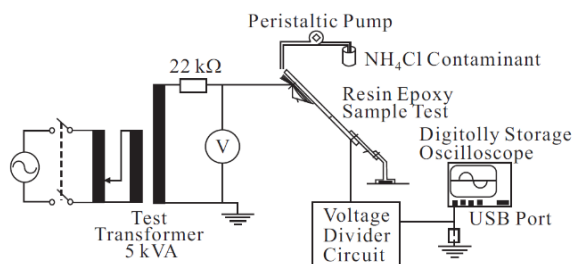 Peristaltic Pump
22 kΩ
NH₄Cl Contaminant
Resin Epoxy
Sample Test
Digitolly Storage
Oscilloscope
V
Test
Transformer
5 kVA
Voltage
Divider
Circuit
USB Port